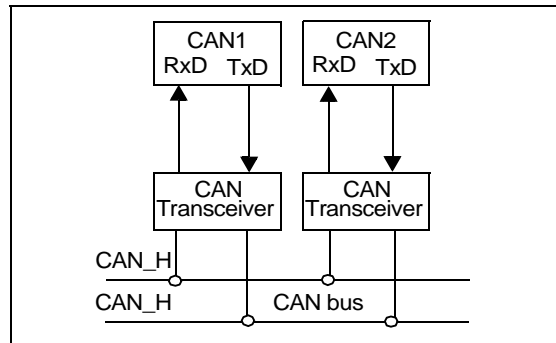 CAN1
RxD TxD
CAN2
RxD TxD
CAN
Transceiver
CAN
Transceiver
CAN_H
CAN_H
CAN bus